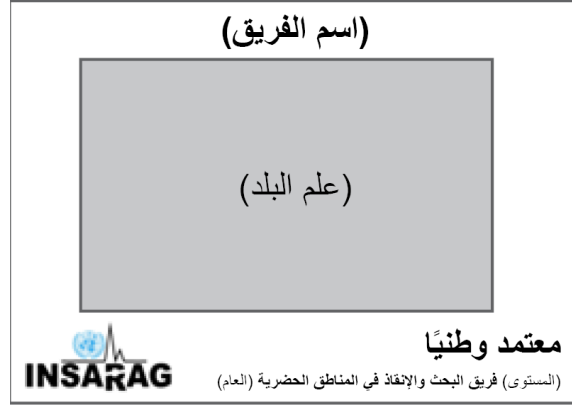 (اسم الفريق)
(علم البلد)
معتمد وطنيًا
(المستوى) فريق البحث والإنقاذ في المناطق الحضرية (العام)
INSARAG